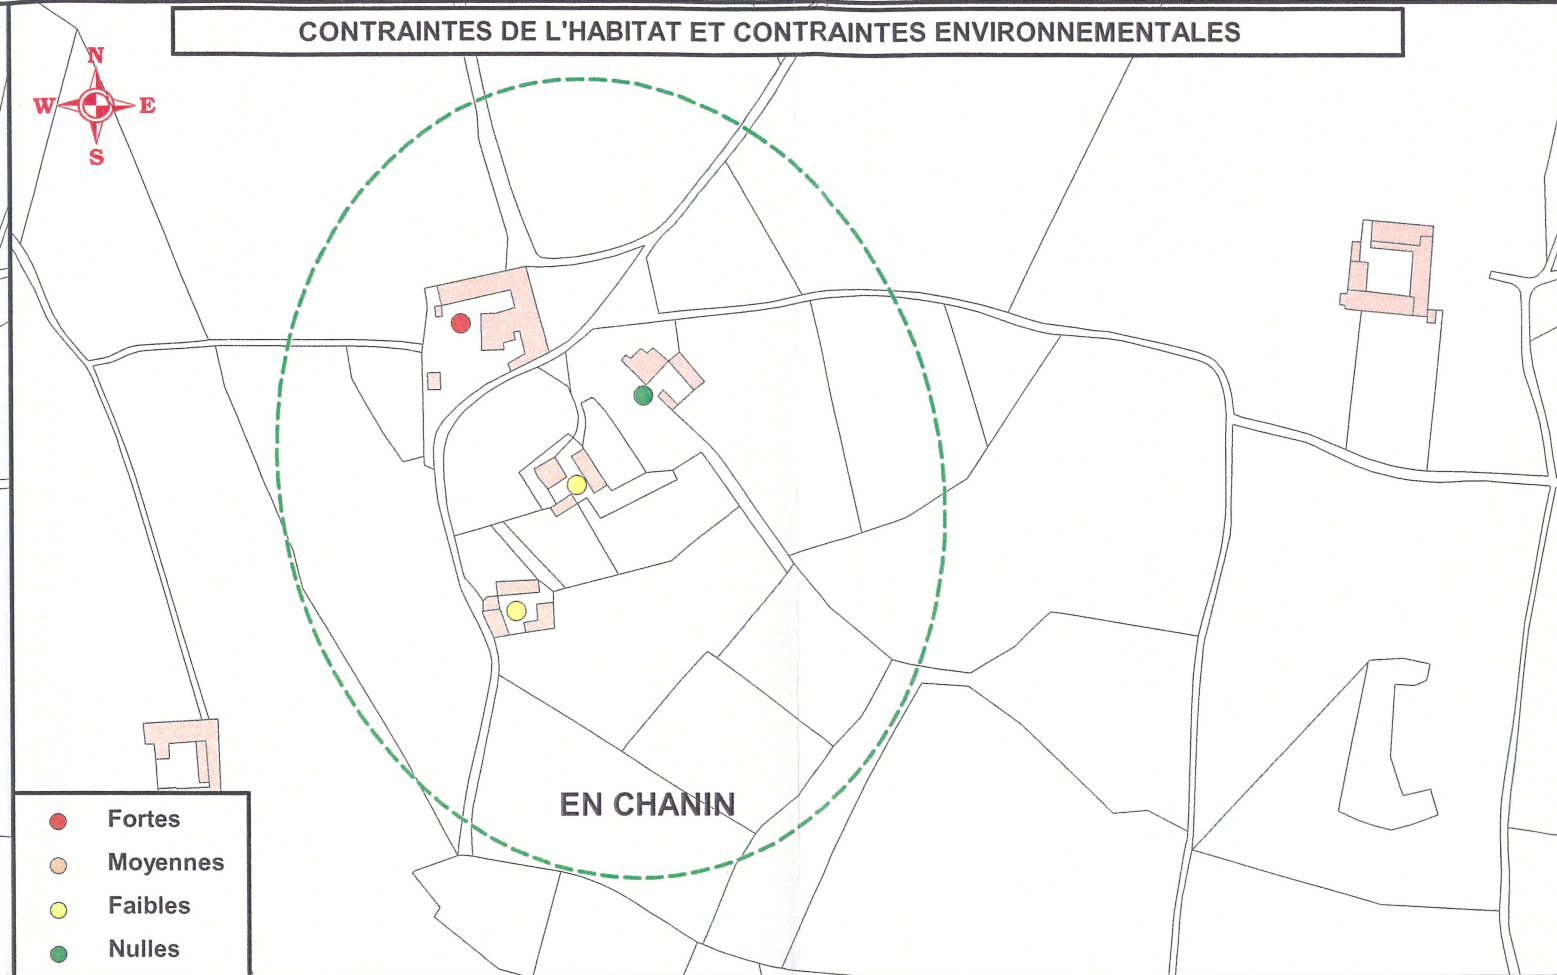 CONTRAINTES DE L'HABITAT ET CONTRAINTES ENVIRONNEMENTALES
N
W E
S
EN CHANIN
Fortes
Moyennes
Faibles
Nulles